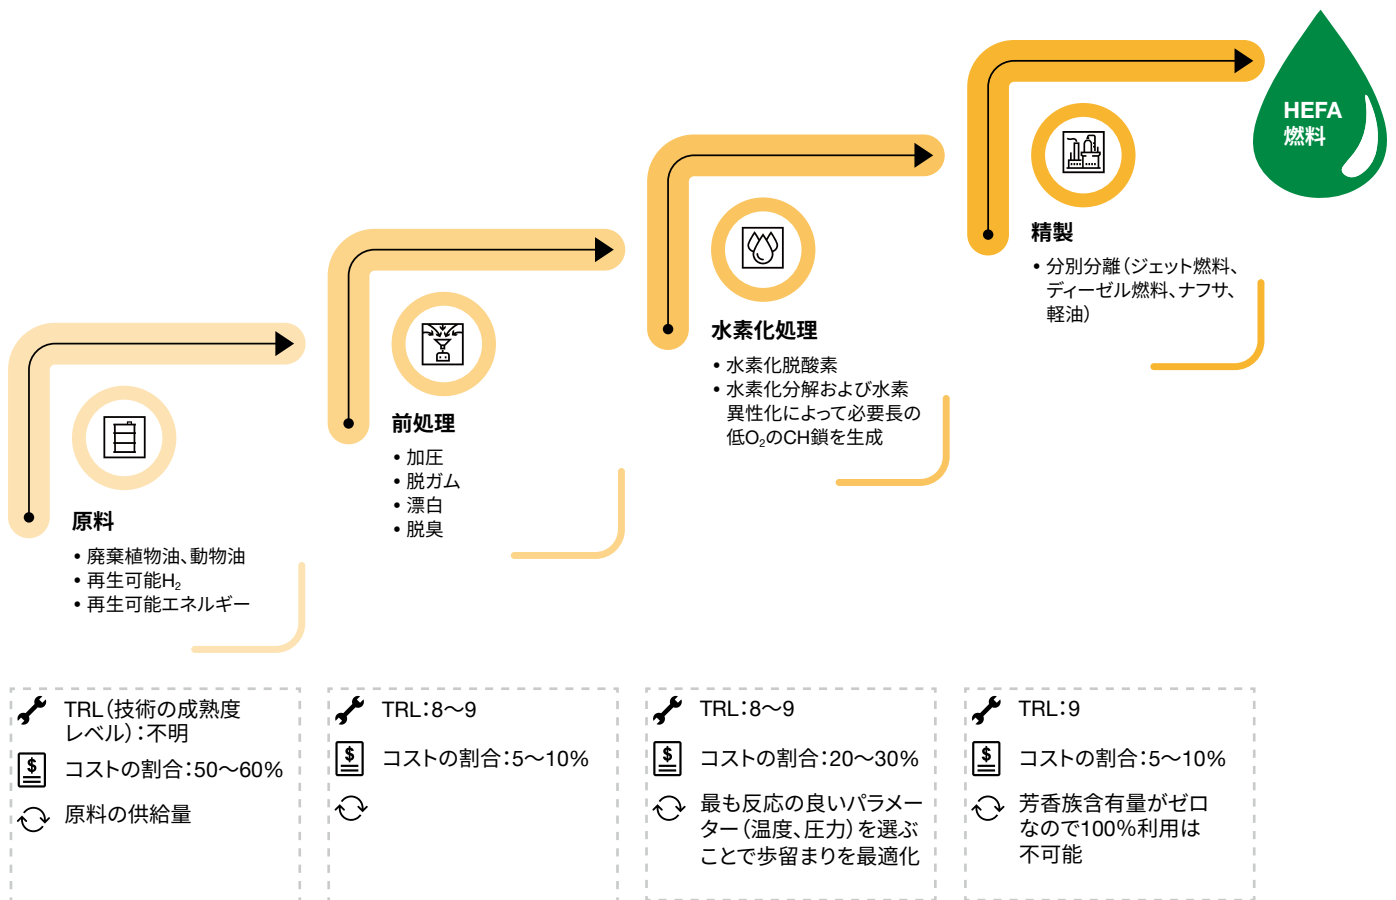 HEFA
燃料
精製
• 分別分離（ジェット燃料、
ディーゼル燃料、ナフサ、
軽油）
水素化処理
• 水素化脱酸素
• 水素化分解および水素
異性化によって必要長の
低O₂のCH鎖を生成
前処理
• 加圧
• 脱ガム
• 漂白
• 脱臭
原料
• 廃棄植物油、動物油
• 再生可能H₂
• 再生可能エネルギー
TRL（技術の成熟度
レベル）：不明
$ コストの割合：50〜60%
原料の供給量
TRL：8〜9
$ コストの割合：5〜10%
TRL：8〜9
$ コストの割合：20〜30%
最も反応の良いパラメー
ター（温度、圧力）を選ぶ
ことで歩留まりを最適化
TRL：9
$ コストの割合：5〜10%
芳香族含有量がゼロ
なので100%利用は
不可能